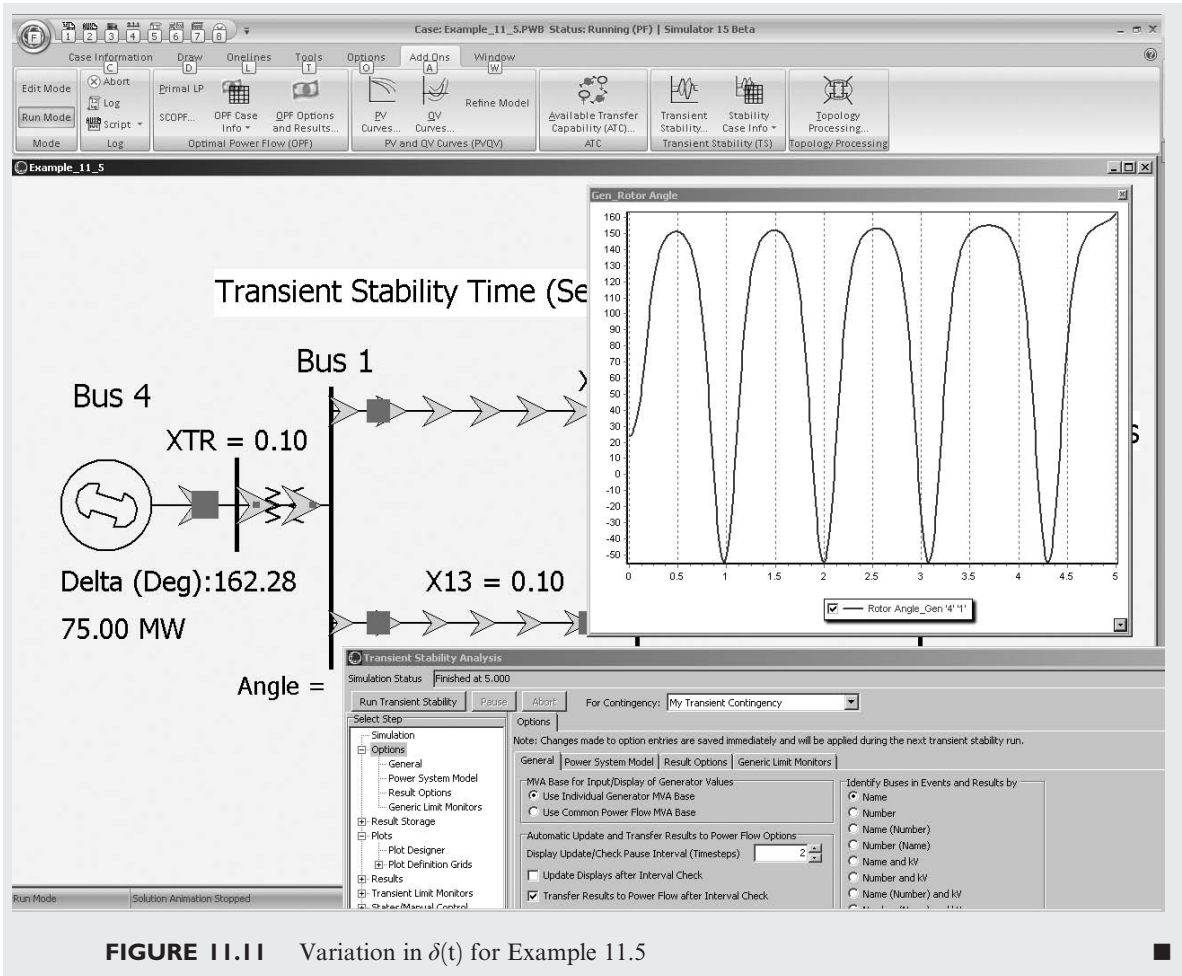 Case: Example_11_5.PWB Status: Running (PF) | Simulator 15 Beta
F
1 2 3 4 5 6 7 8
Case Information Draw Onelines Tools Options Add Ons Window
C D L T O A W
Edit Mode
Run Mode
Mode
Abort
Log
Script
Log
Primal LP
SCOPF...
OPF Case Info
OPF Options and Results...
Optimal Power Flow (OPF)
PV Curves...
QV Curves...
Refine Model
PV and QV Curves (PVQV)
Available Transfer Capability (ATC)...
ATC
Transient Stability...
Stability Case Info
Transient Stability (TS)
Topology Processing...
Topology Processing
Example_11_5
Transient Stability Time (Se
Bus 1
Bus 4
XTR = 0.10
Delta (Deg):162.28
75.00 MW
X13 = 0.10
Angle =
X
s
Gen_Rotor Angle
160
150
140
130
120
110
100
90
80
70
60
50
40
30
20
10
0
-10
-20
-30
-40
-50
0 0.5 1 1.5 2 2.5 3 3.5 4 4.5 5
Rotor Angle_Gen '4' '1'
Transient Stability Analysis
Simulation Status Finished at 5.000
Run Transient Stability Pause Abort For Contingency: My Transient Contingency
Select Step
Simulation
Options
General
Power System Model
Result Options
Generic Limit Monitors
Result Storage
Plots
Plot Designer
Plot Definition Grids
Results
Transient Limit Monitors
States/Manual Control
Options
Note: Changes made to option entries are saved immediately and will be applied during the next transient stability run.
General Power System Model Result Options Generic Limit Monitors
MVA Base for Input/Display of Generator Values
Use Individual Generator MVA Base
Use Common Power Flow MVA Base
Automatic Update and Transfer Results to Power Flow Options
Display Update/Check Pause Interval (Timesteps) 2
Update Displays after Interval Check
Transfer Results to Power Flow after Interval Check
Identify Buses in Events and Results by
Name
Number
Name (Number)
Number (Name)
Name and kV
Number and kV
Name (Number) and kV
Run Mode Solution Animation Stopped
FIGURE 11.11 Variation in δ(t) for Example 11.5